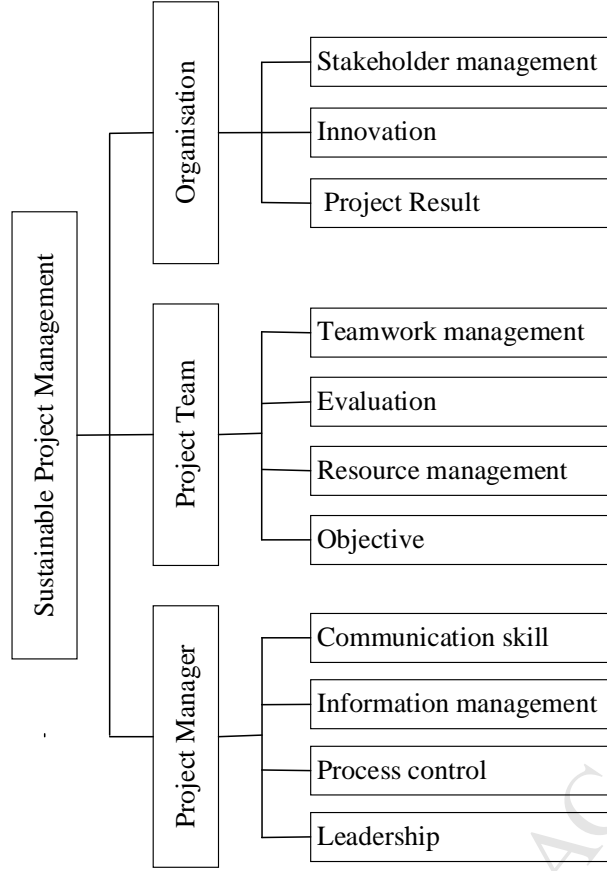 Sustainable Project Management
Organisation
Stakeholder management
Innovation
Project Result
Project Team
Teamwork management
Evaluation
Resource management
Objective
Project Manager
Communication skill
Information management
Process control
Leadership
-
AC